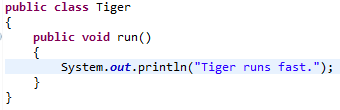 public class Tiger
{
    public void run()
    {
        System.out.println("Tiger runs fast.");
    }
}